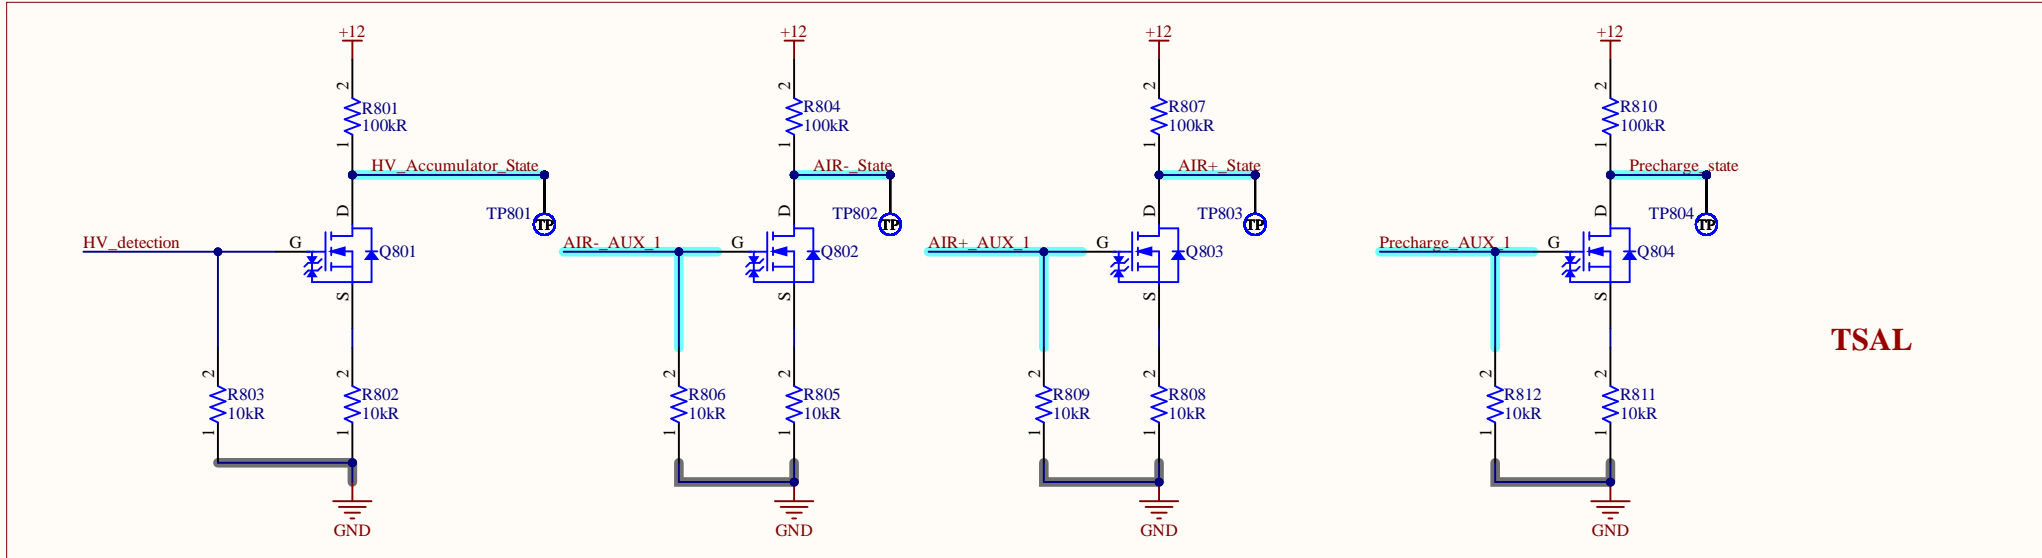 +12
+12
+12
+12
2
R801
100kR
1
2
R804
100kR
1
2
R807
100kR
1
2
R810
100kR
1
HV_Accumulator_State
AIR-_State
AIR+_State
Precharge_state
D
TP801
TP
D
TP802
TP
D
TP803
TP
D
TP804
TP
HV_detection
G
Q801
AIR-_AUX_1
G
Q802
AIR+_AUX_1
G
Q803
Precharge_AUX_1
G
Q804
S
S
S
S
TSAL
2
R803
10kR
1
2
R802
10kR
1
2
R806
10kR
1
2
R805
10kR
1
2
R809
10kR
1
2
R808
10kR
1
2
R812
10kR
1
2
R811
10kR
1
GND
GND
GND
GND